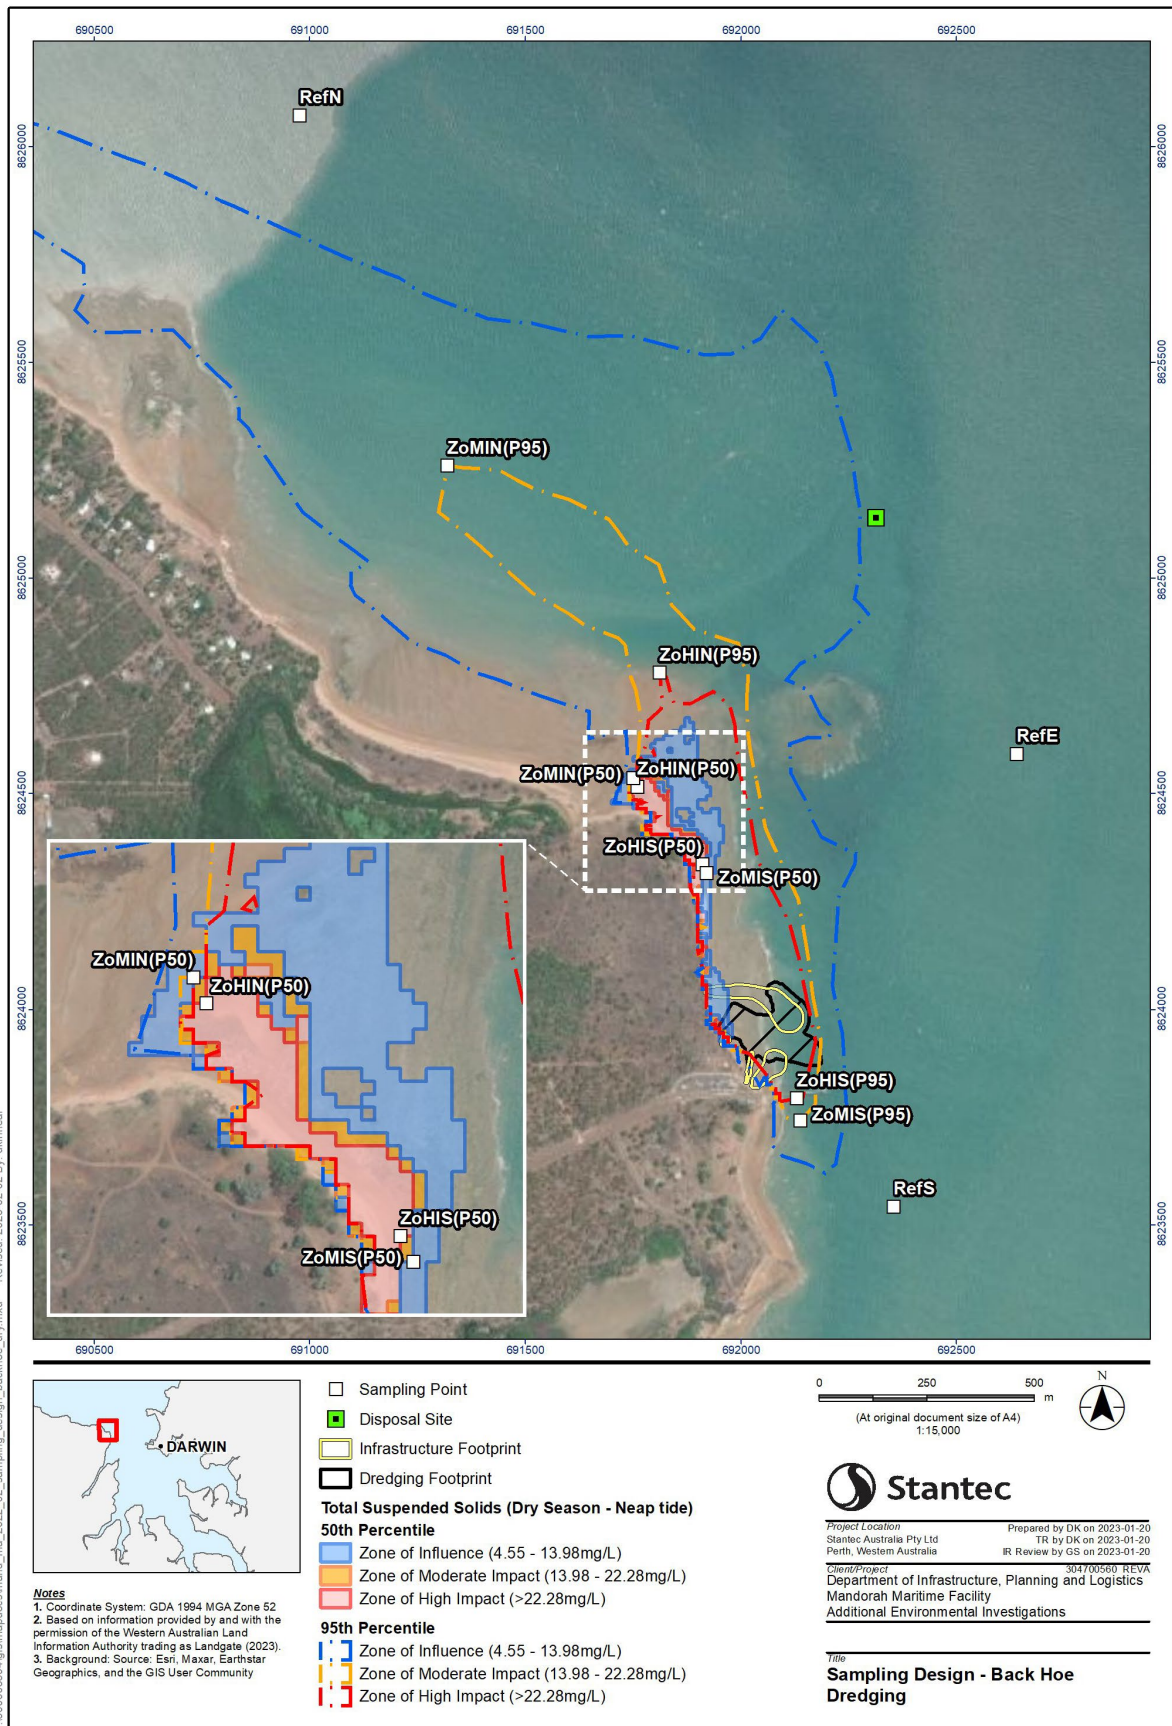 690500 691000 691500 692000 692500
RefN
8626000 8626000
8625500 8625500
ZoMIN(P95)
8625000 8625000
ZoHIN(P95)
RefE
ZoMIN(P50) ZoHIN(P50)
8624500 8624500
ZoHIS(P50)
ZoMIS(P50)
ZoMIN(P50)
ZoHIN(P50)
8624000 8624000
ZoHIS(P95)
ZoMIS(P95)
RefS
ZoHIS(P50)
8623500 8623500
ZoMIS(P50)
690500 691000 691500 692000 692500
DARWIN
Notes
1. Coordinate System: GDA 1994 MGA Zone 52
2. Based on information provided by and with the
permission of the Western Australian Land
Information Authority trading as Landgate (2023).
3. Background: Source: Esri, Maxar, Earthstar
Geographics, and the GIS User Community
Sampling Point
Disposal Site
Infrastructure Footprint
Dredging Footprint
Total Suspended Solids (Dry Season - Neap tide)
50th Percentile
Zone of Influence (4.55 - 13.98mg/L)
Zone of Moderate Impact (13.98 - 22.28mg/L)
Zone of High Impact (>22.28mg/L)
95th Percentile
Zone of Influence (4.55 - 13.98mg/L)
Zone of Moderate Impact (13.98 - 22.28mg/L)
Zone of High Impact (>22.28mg/L)
0 250 500
m
(At original document size of A4)
1:15,000
N
Stantec
Project Location Prepared by DK on 2023-01-20
Stantec Australia Pty Ltd TR by DK on 2023-01-20
Perth, Western Australia IR Review by GS on 2023-01-20
Client/Project 304700560 REVA
Department of Infrastructure, Planning and Logistics
Mandorah Maritime Facility
Additional Environmental Investigations
Title
Sampling Design - Back Hoe
Dredging